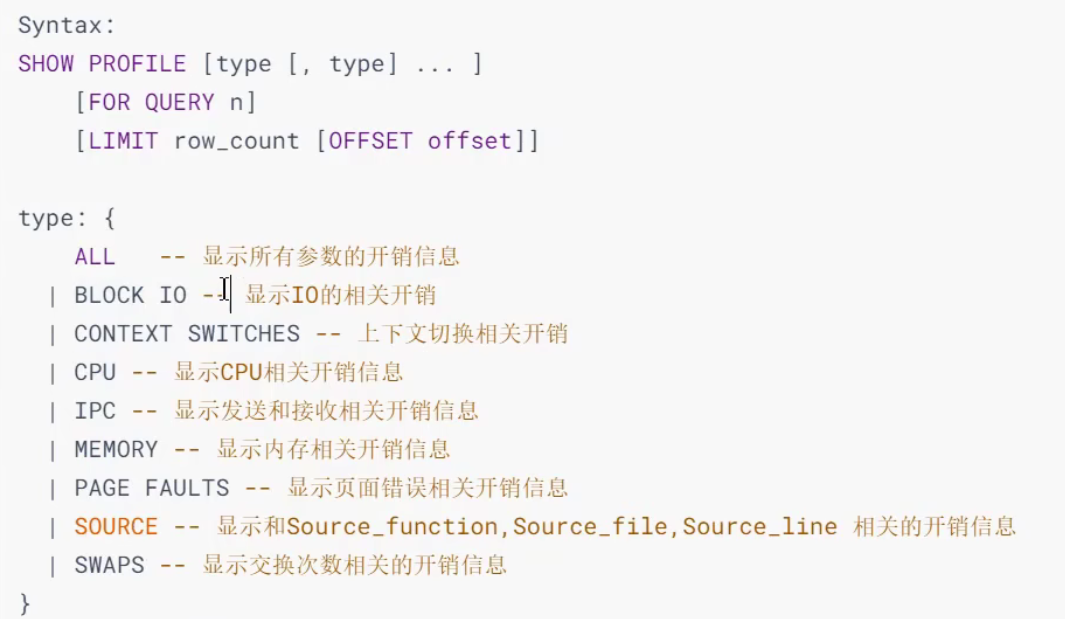 Syntax:
SHOW PROFILE [type [, type] ... ]
    [FOR QUERY n]
    [LIMIT row_count [OFFSET offset]]
type: {
    ALL   -- 显示所有参数的开销信息
  | BLOCK IO -- 显示IO的相关开销
  | CONTEXT SWITCHES -- 上下文切换相关开销
  | CPU -- 显示CPU相关开销信息
  | IPC -- 显示发送和接收相关开销信息
  | MEMORY -- 显示内存相关开销信息
  | PAGE FAULTS -- 显示页面错误相关开销信息
  | SOURCE -- 显示和Source_function,Source_file,Source_line 相关的开销信息
  | SWAPS -- 显示交换次数相关的开销信息
}